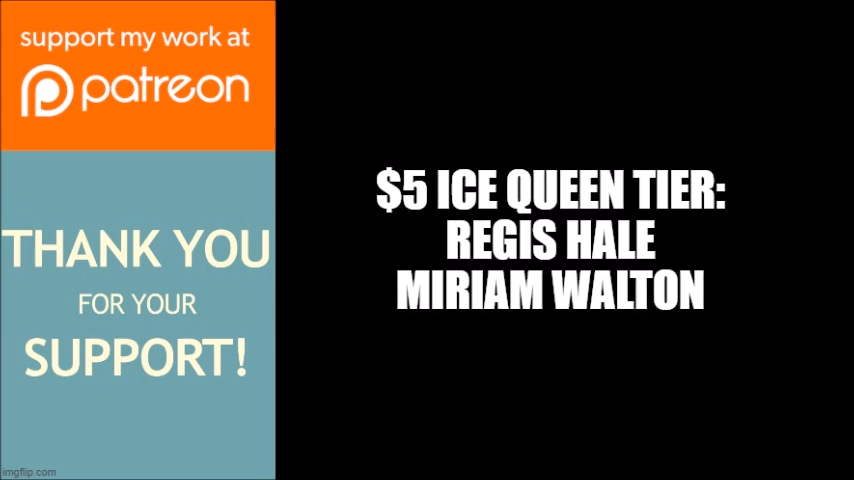 support my work at
patreon
THANK YOU
FOR YOUR
SUPPORT!
$5 ICE QUEEN TIER:
REGIS HALE
MIRIAM WALTON
imgflip.com